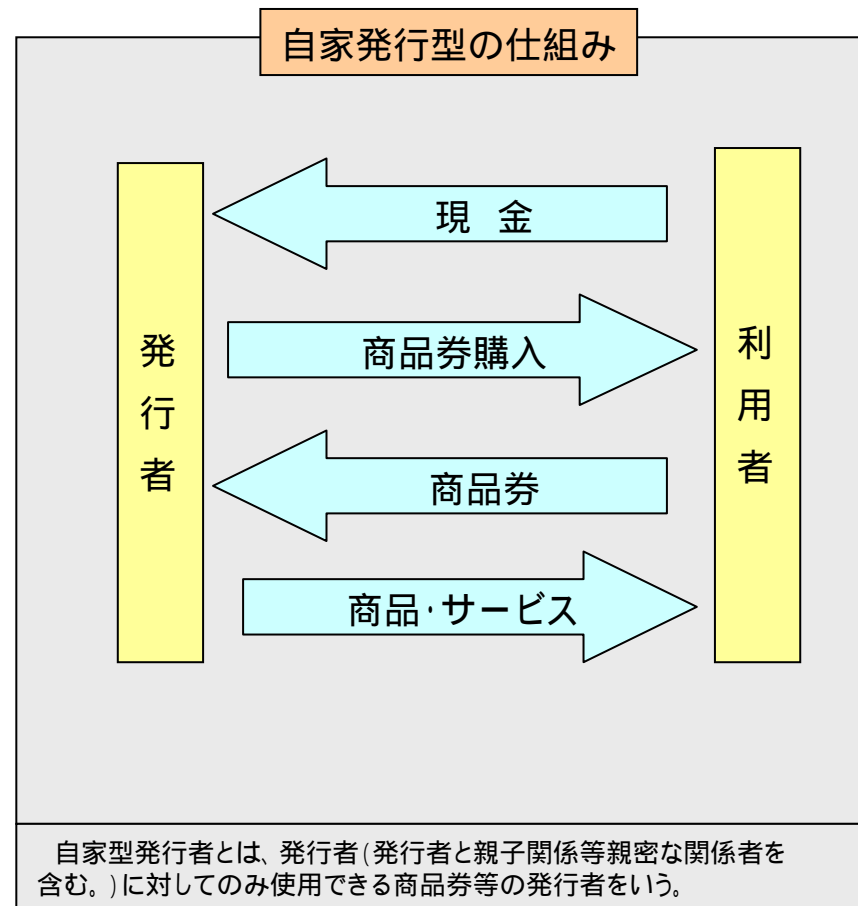 自家発行型の仕組み
現 金
商品券購入
商品券
商品・サービス
発行者
利用者
自家型発行者とは、発行者(発行者と親子関係等親密な関係者を
含む。)に対してのみ使用できる商品券等の発行者をいう。